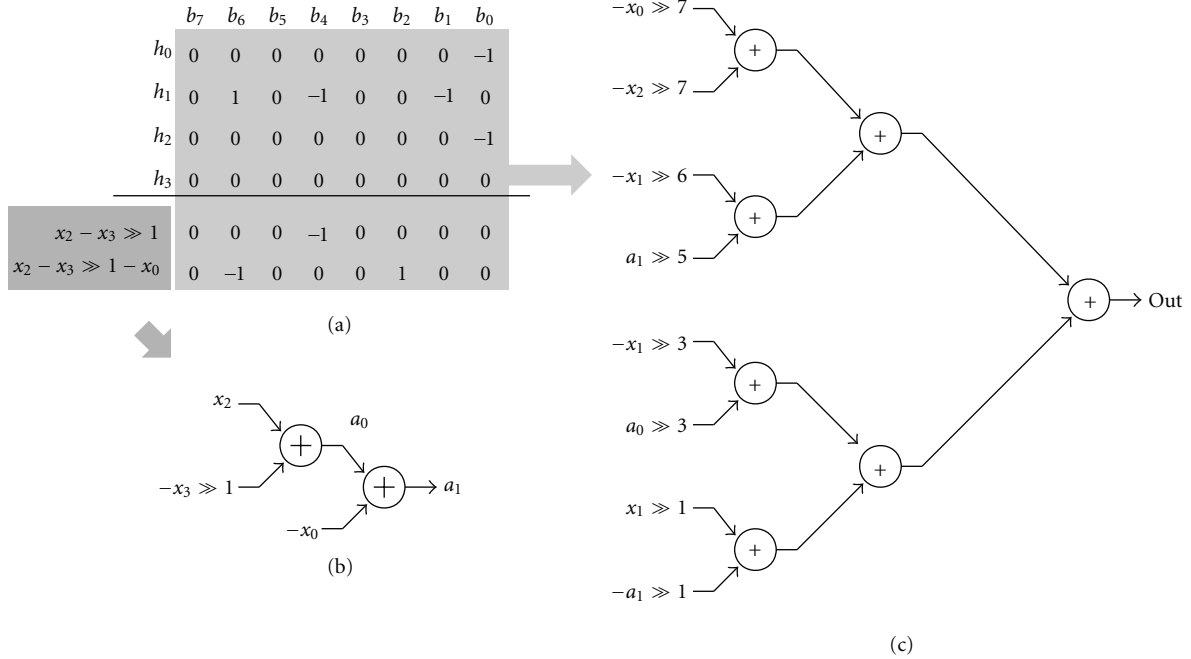 b₇ b₆ b₅ b₄ b₃ b₂ b₁ b₀
h₀ 0 0 0 0 0 0 0 −1
h₁ 0 1 0 −1 0 0 −1 0
h₂ 0 0 0 0 0 0 0 −1
h₃ 0 0 0 0 0 0 0 0
x₂ − x₃ ≫ 1 0 0 0 −1 0 0 0 0
x₂ − x₃ ≫ 1 − x₀ 0 −1 0 0 0 1 0 0
(a)
x₂
a₀
+
−x₃ ≫ 1
+
a₁
−x₀
(b)
−x₀ ≫ 7
+
−x₂ ≫ 7
+
−x₁ ≫ 6
+
a₁ ≫ 5
+
Out
−x₁ ≫ 3
+
a₀ ≫ 3
+
x₁ ≫ 1
+
−a₁ ≫ 1
(c)